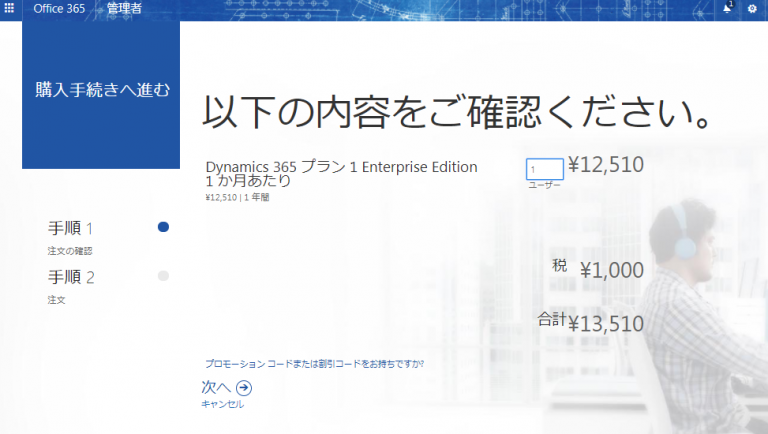 Office 365 管理者
1
購入手続きへ進む
以下の内容をご確認ください。
Dynamics 365 プラン 1 Enterprise Edition
1 ¥12,510
1 か月あたり
ユーザー
¥12,510 | 1 年間
手順 1
注文の確認
手順 2
注文
税 ¥1,000
合計 ¥13,510
プロモーション コードまたは割引コードをお持ちですか?
次へ
キャンセル